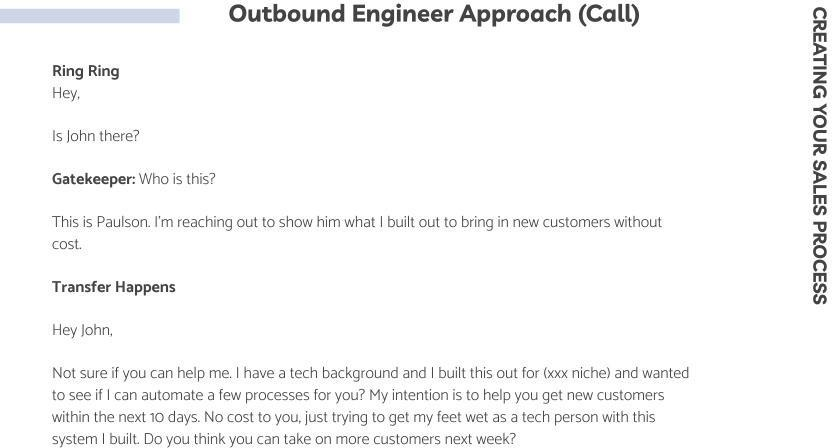 Outbound Engineer Approach (Call)
Ring Ring
Hey,
Is John there?
Gatekeeper: Who is this?
This is Paulson. I'm reaching out to show him what I built out to bring in new customers without
cost.
Transfer Happens
Hey John,
Not sure if you can help me. I have a tech background and I built this out for (xxx niche) and wanted
to see if I can automate a few processes for you? My intention is to help you get new customers
within the next 10 days. No cost to you, just trying to get my feet wet as a tech person with this
system I built. Do you think you can take on more customers next week?
CREATING YOUR SALES PROCESS